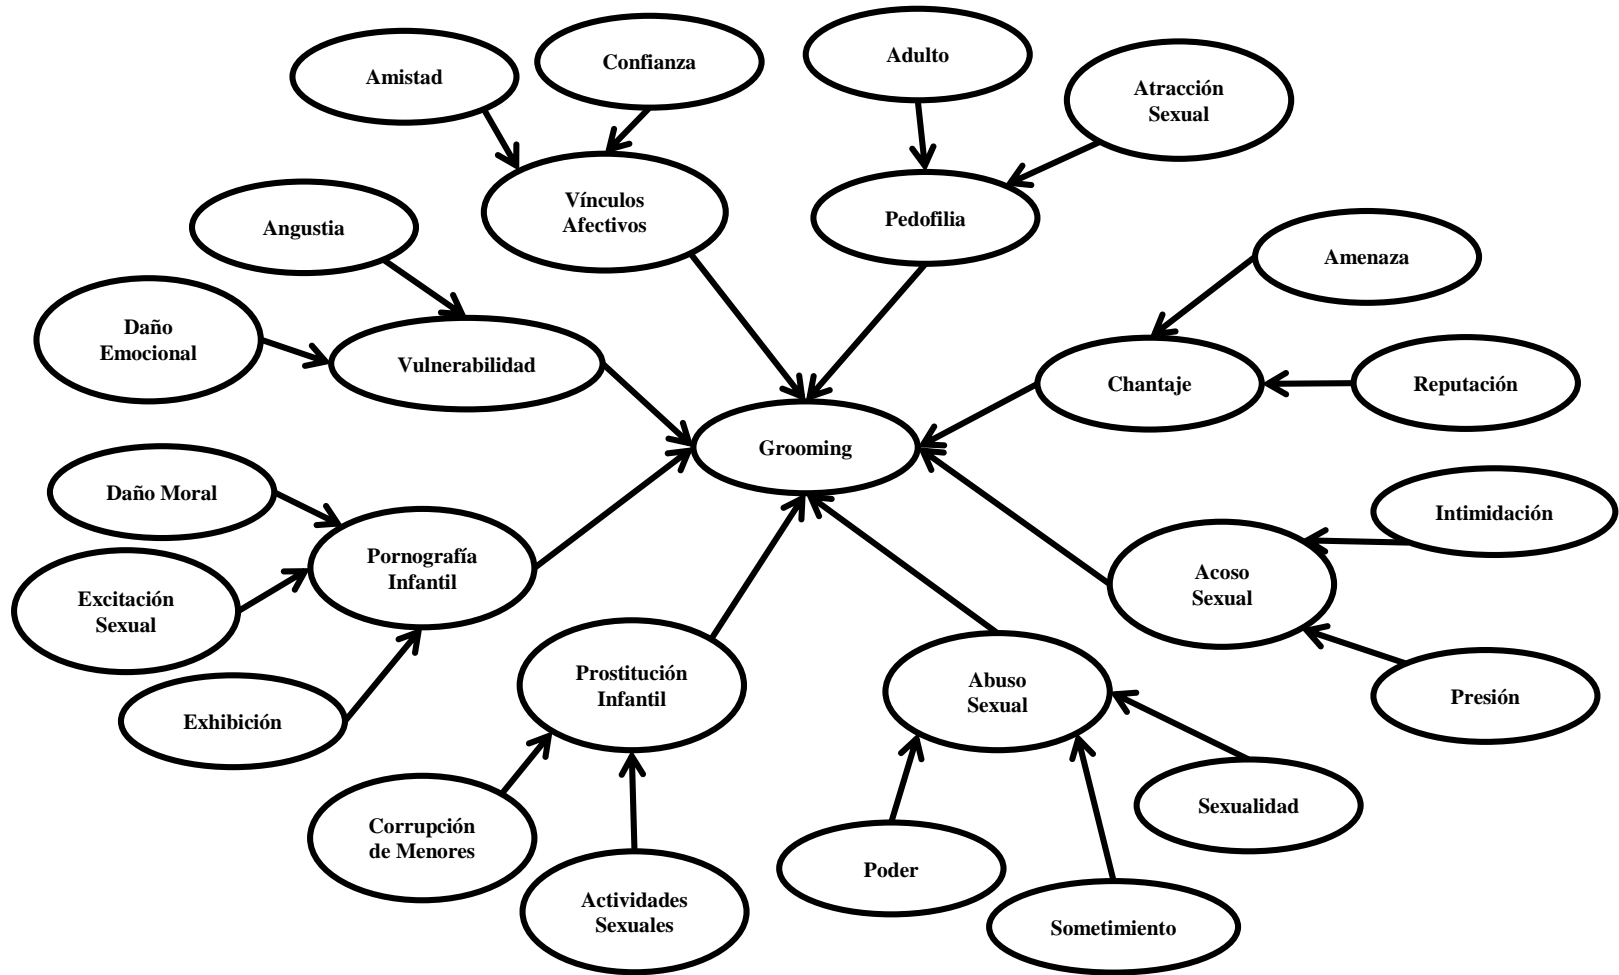 Adulto
Confianza
Amistad
Atracción
Sexual
Vínculos
Afectivos
Pedofilia
Angustia
Amenaza
Daño
Emocional
Vulnerabilidad
Chantaje
Reputación
Grooming
Daño Moral
Intimidación
Pornografía
Infantil
Acoso
Sexual
Excitación
Sexual
Prostitución
Infantil
Abuso
Sexual
Presión
Exhibición
Sexualidad
Corrupción
de Menores
Poder
Actividades
Sexuales
Sometimiento